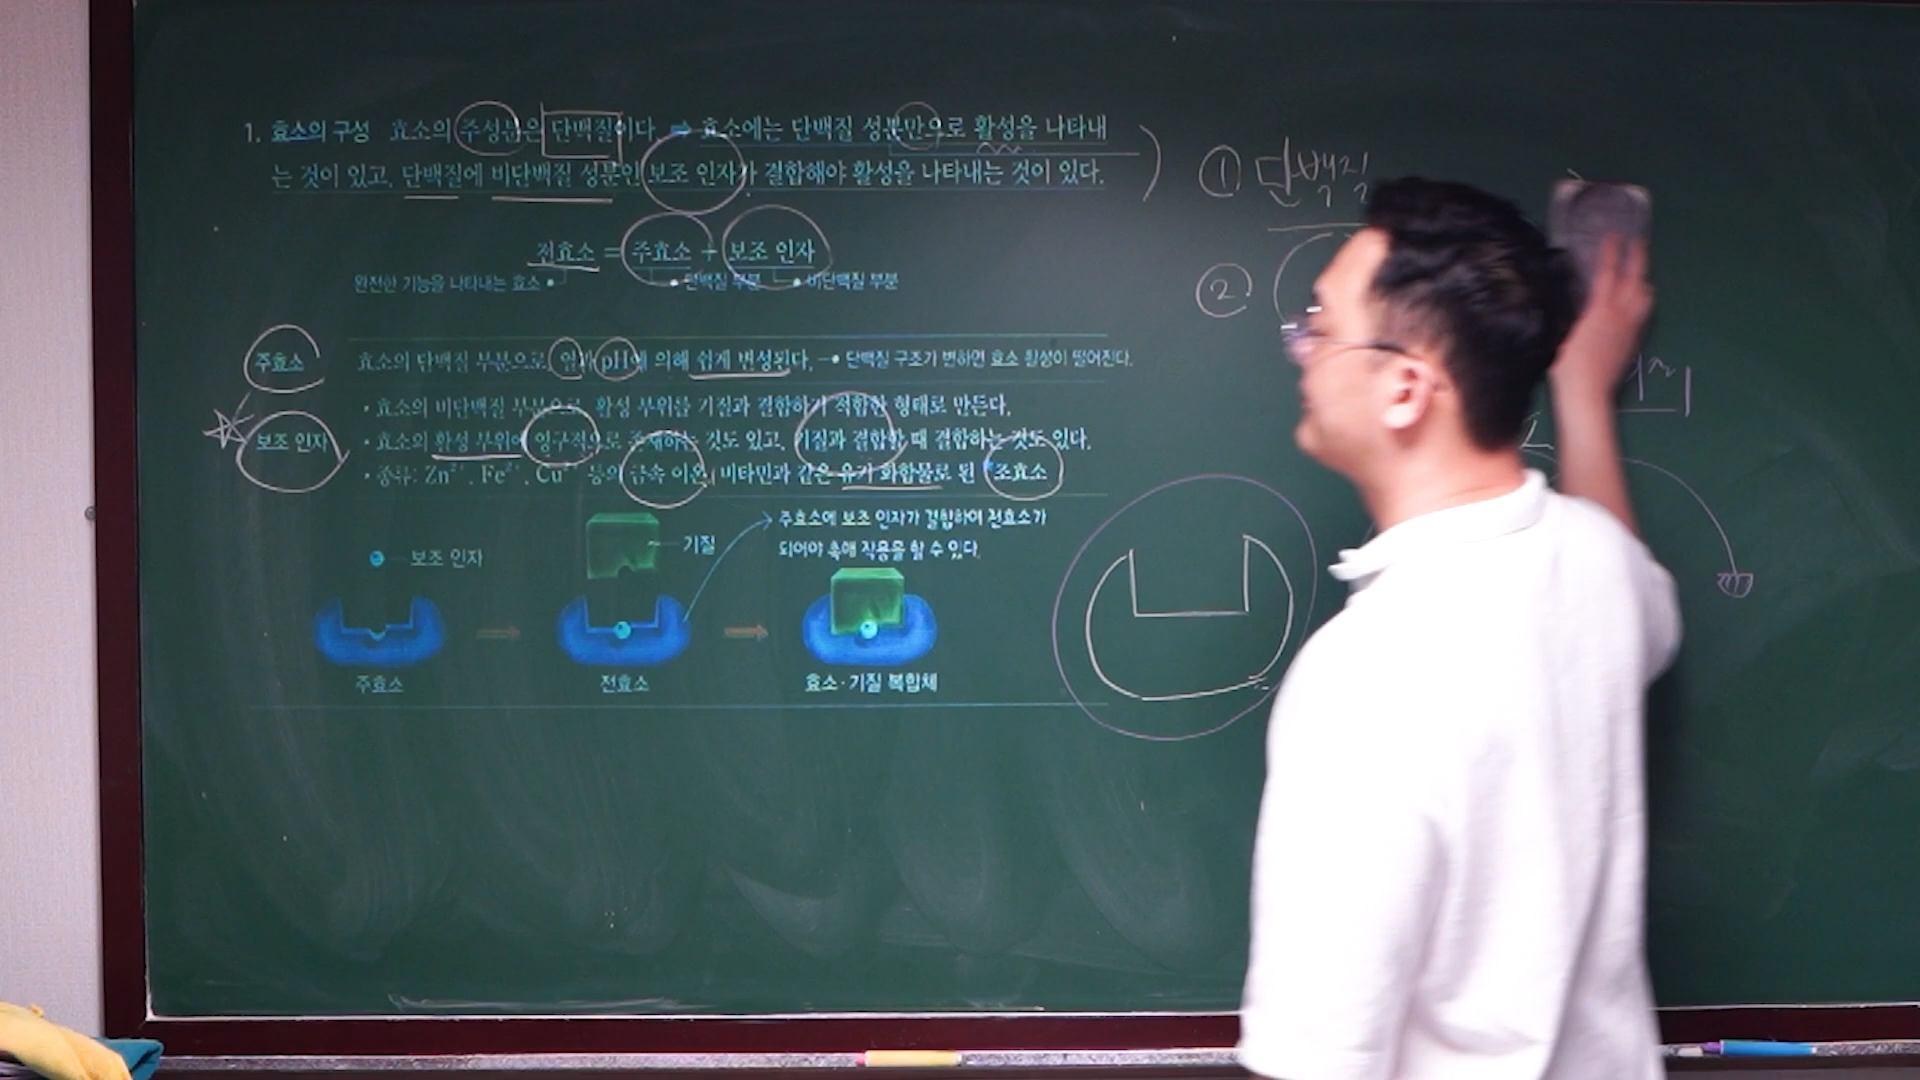 1. 효소의 구성 효소의 주성분은 단백질이다. ➡ 효소에는 단백질 성분만으로 활성을 나타내
는 것이 있고, 단백질에 비단백질 성분인 보조 인자가 결합해야 활성을 나타내는 것이 있다.
전효소 = 주효소 + 보조 인자
완전한 기능을 나타내는 효소 • • 단백질 부분 • 비단백질 부분
주효소 효소의 단백질 부분으로, 열과 pH에 의해 쉽게 변성된다. • 단백질 구조가 변하면 효소 활성이 떨어진다.
• 효소의 비단백질 부분으로, 활성 부위를 기질과 결합하기 적합한 형태로 만든다.
보조 인자 • 효소의 활성 부위에 영구적으로 존재하는 것도 있고, 기질과 결합할 때 결합하는 것도 있다.
• 종류: Zn²⁺, Fe²⁺, Cu²⁺ 등의 금속 이온, 비타민과 같은 유기 화합물로 된 조효소
보조 인자
기질
주효소에 보조 인자가 결합하여 전효소가
되어야 촉매 작용을 할 수 있다.
주효소
전효소
효소·기질 복합체
① 단백질
②